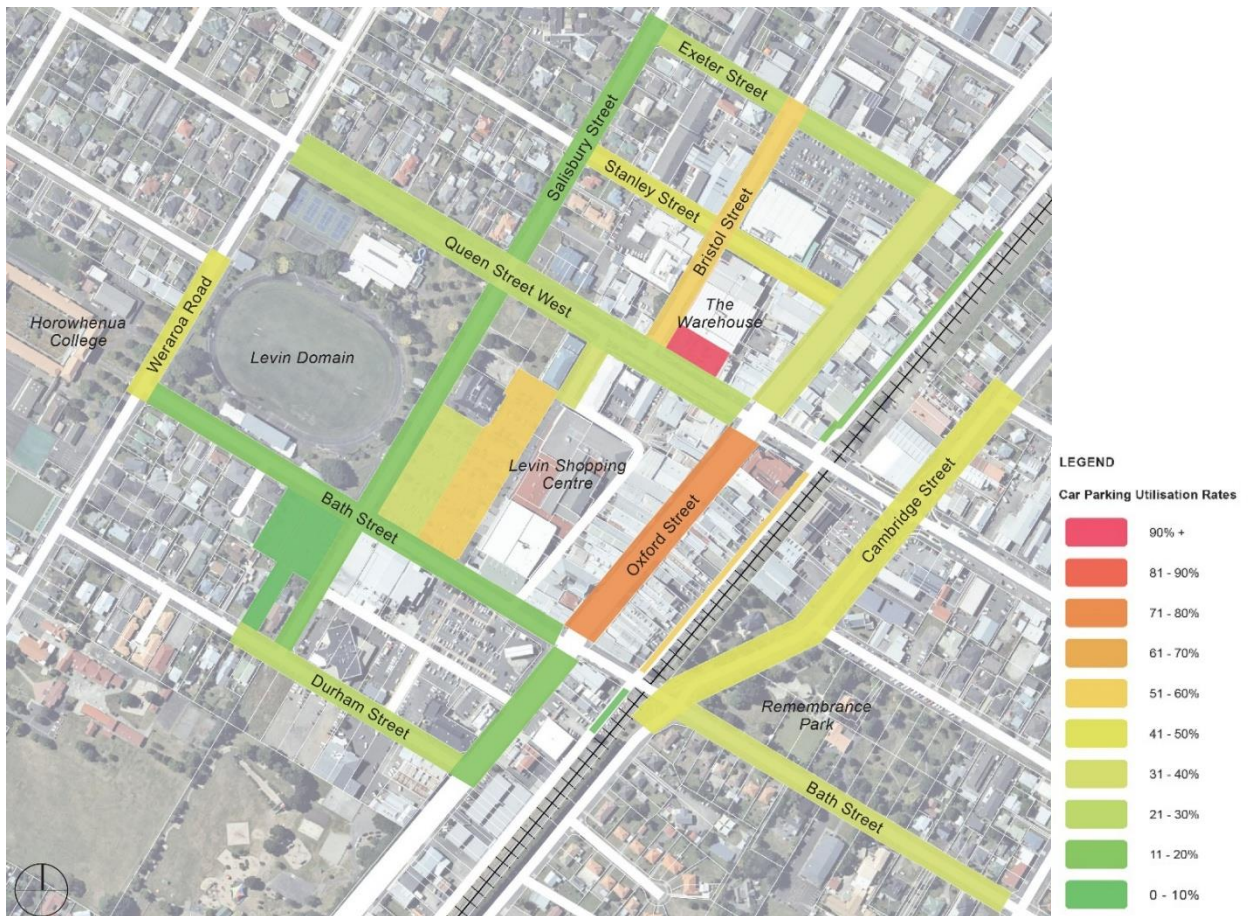 Exeter Street
Salisbury Street
Stanley Street
Bristol Street
Queen Street West
The
Warehouse
Weraroa Road
Horowhenua
College
Levin Domain
Levin Shopping
Centre
Cambridge Street
Bath Street
Oxford Street
Remembrance
Park
Durham Street
Bath Street
LEGEND
Car Parking Utilisation Rates
90% +
81 - 90%
71 - 80%
61 - 70%
51 - 60%
41 - 50%
31 - 40%
21 - 30%
11 - 20%
0 - 10%